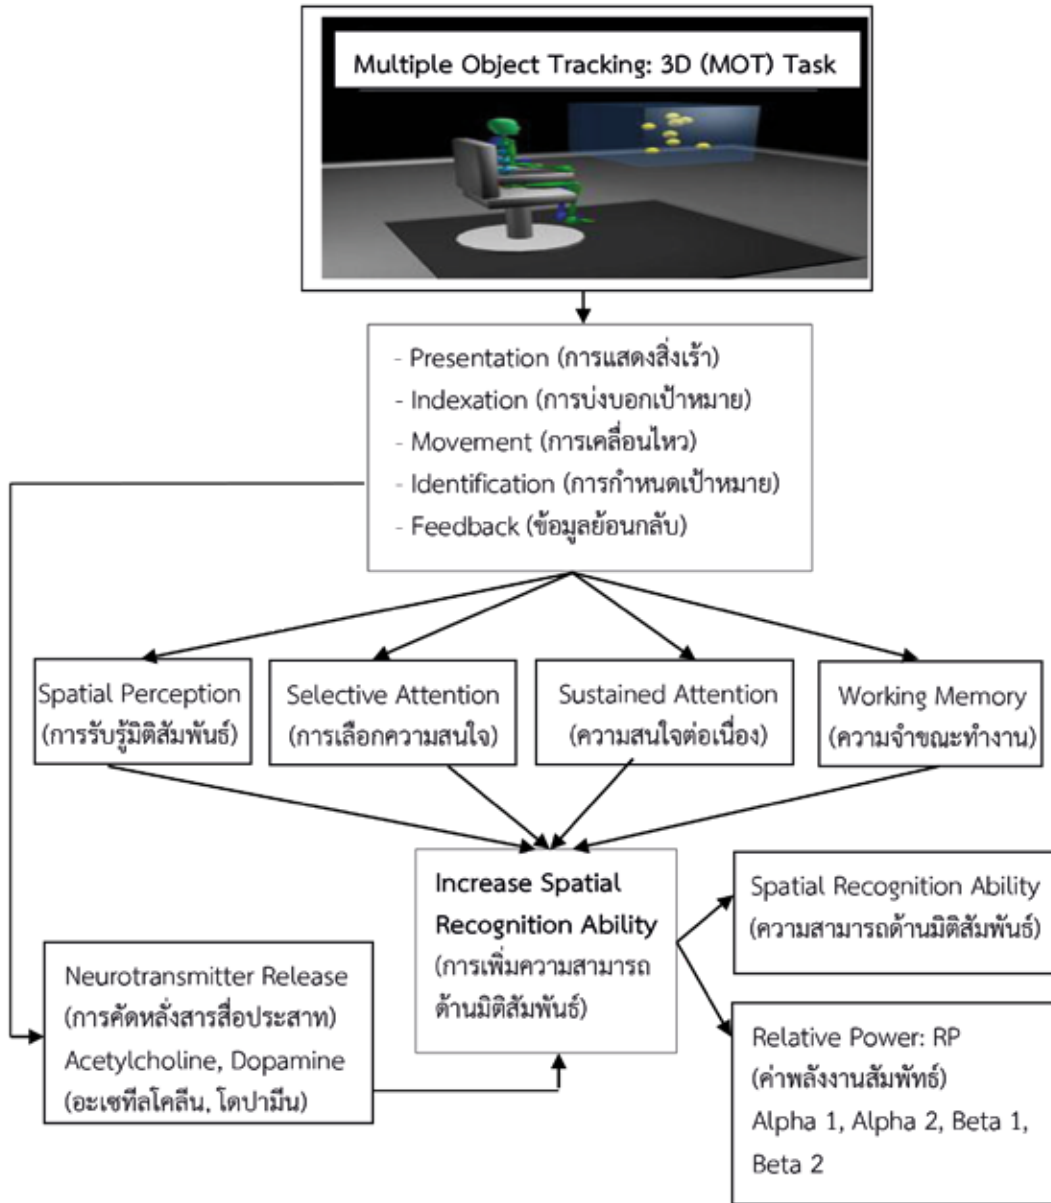 Multiple Object Tracking: 3D (MOT) Task
- Presentation (การแสดงสิ่งเร้า)
- Indexation (การบ่งบอกเป้าหมาย)
- Movement (การเคลื่อนไหว)
- Identification (การกำหนดเป้าหมาย)
- Feedback (ข้อมูลย้อนกลับ)
Spatial Perception
(การรับรู้มิติสัมพันธ์)
Selective Attention
(การเลือกความสนใจ)
Sustained Attention
(ความสนใจต่อเนื่อง)
Working Memory
(ความจำขณะทำงาน)
Increase Spatial
Recognition Ability
(การเพิ่มความสามารถ
ด้านมิติสัมพันธ์)
Spatial Recognition Ability
(ความสามารถด้านมิติสัมพันธ์)
Neurotransmitter Release
(การคัดหลั่งสารสื่อประสาท)
Acetylcholine, Dopamine
(อะเซทีลโคลีน, โดปามีน)
Relative Power: RP
(ค่าพลังงานสัมพัทธ์)
Alpha 1, Alpha 2, Beta 1,
Beta 2